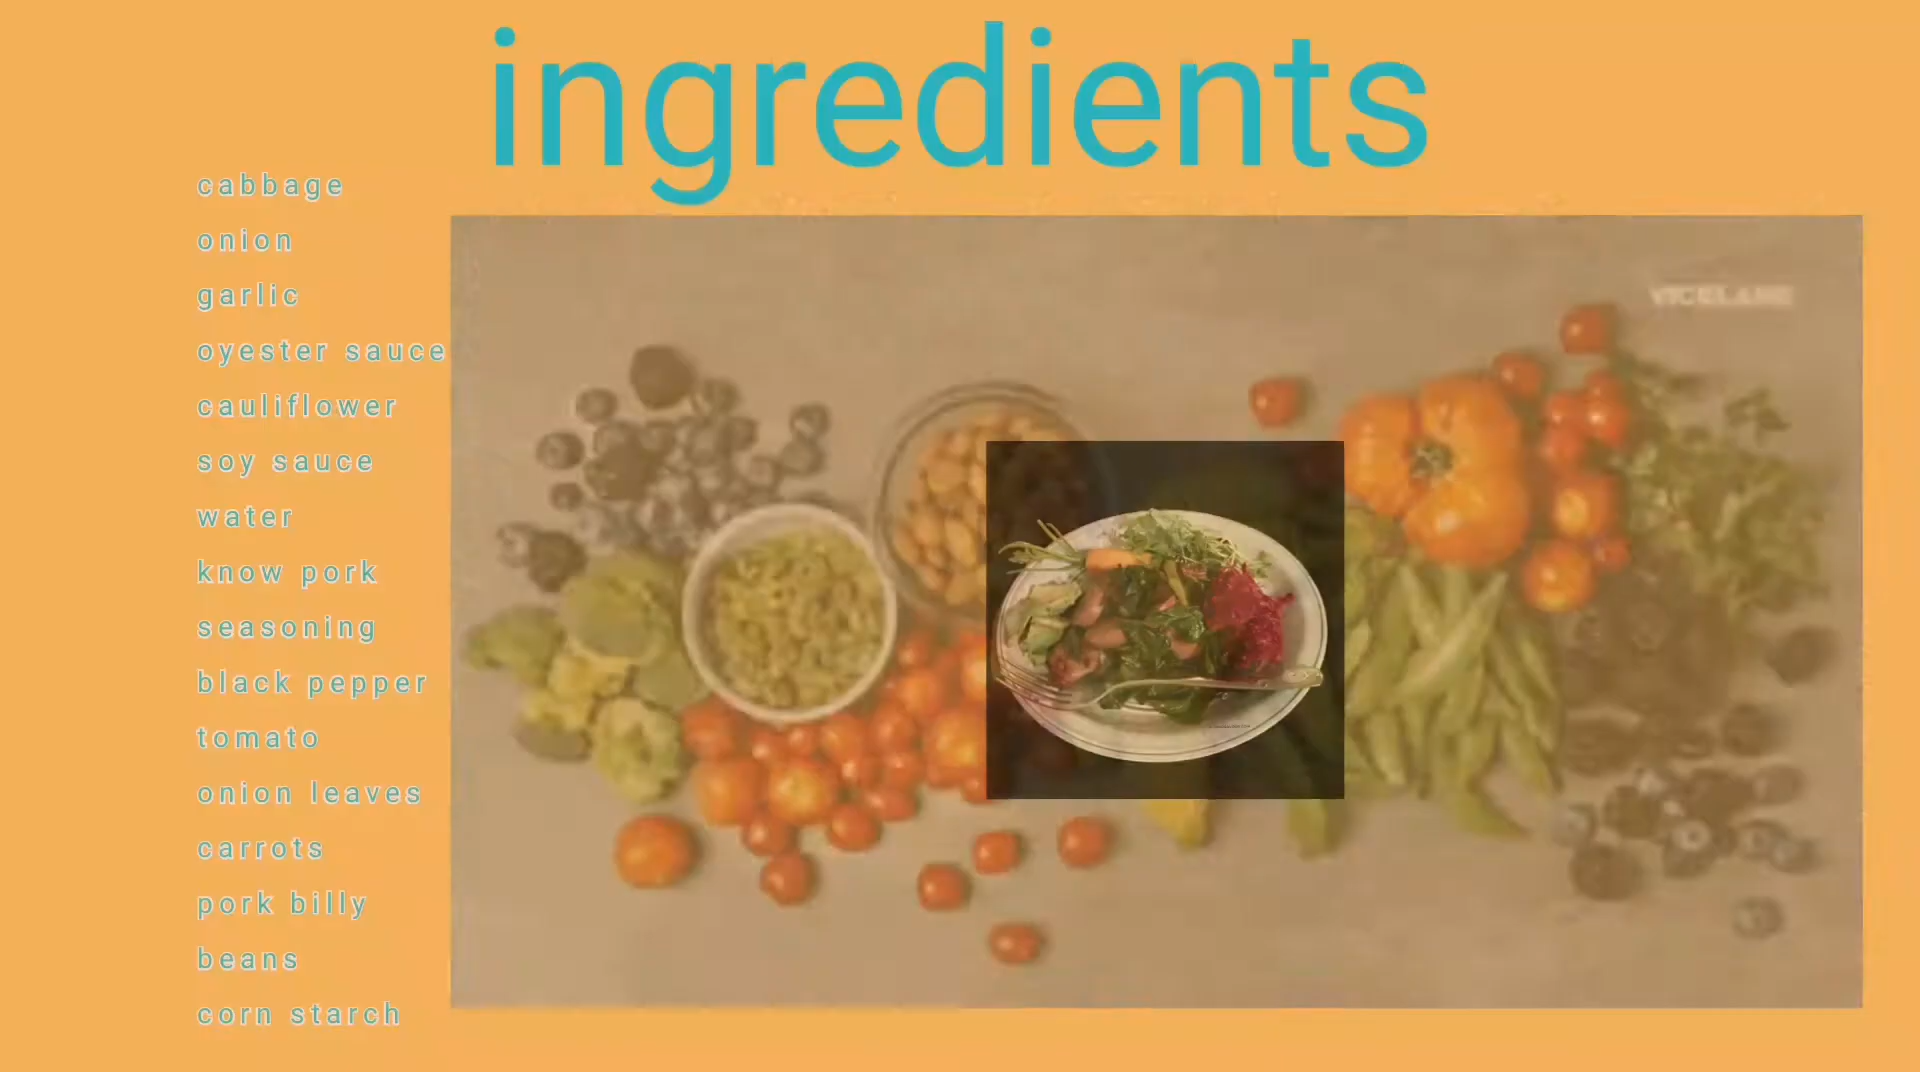 ingredients
cabbage
onion
garlic
oyester sauce
cauliflower
soy sauce
water
know pork
seasoning
black pepper
tomato
onion leaves
carrots
pork billy
beans
corn starch
VICELAND